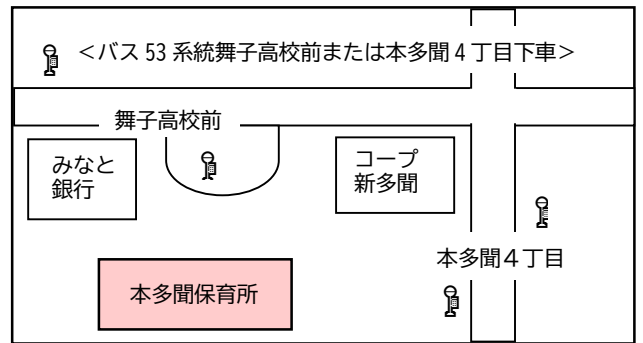 ＜バス 53 系統舞子高校前または本多聞４丁目下車＞
舞子高校前
みなと
銀行
コープ
新多聞
本多聞４丁目
本多聞保育所